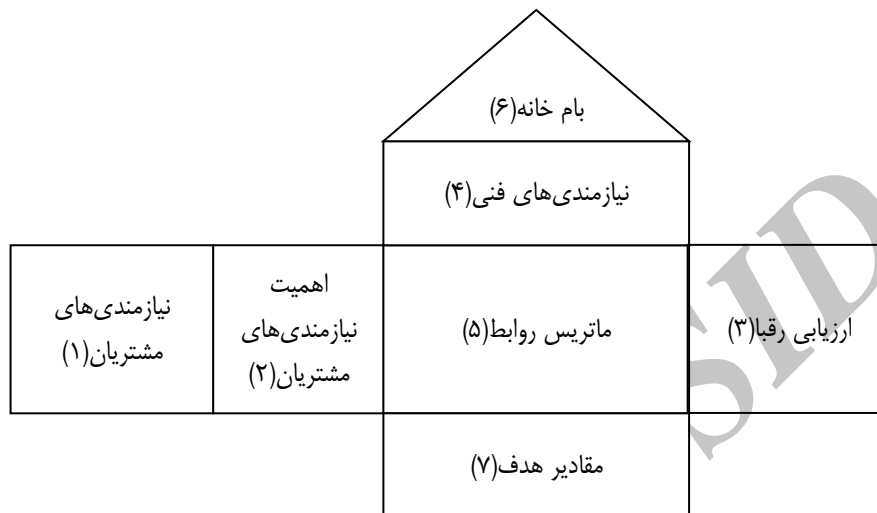 بام خانه(۶)
نیازمندی‌های فنی(۴)
نیازمندی‌های
مشتریان(۱)
اهمیت
نیازمندی‌های
مشتریان(۲)
ماتریس روابط(۵)
ارزیابی رقبا(۳)
مقادیر هدف(۷)
SID